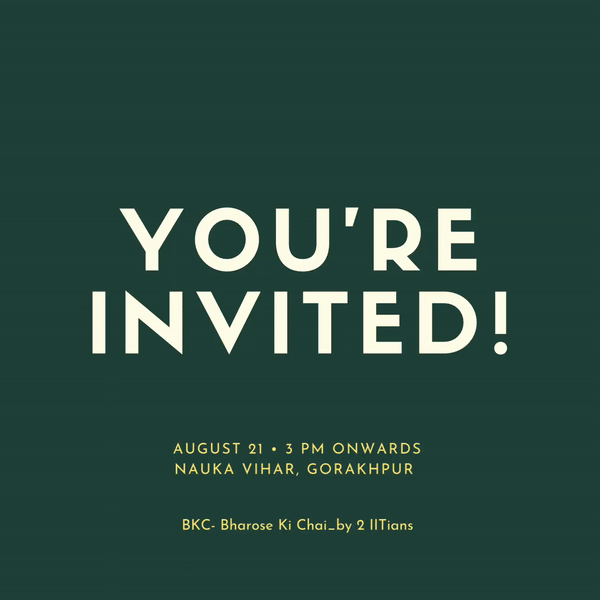 YOU'RE
INVITED!
AUGUST 21 • 3 PM ONWARDS
NAUKA VIHAR, GORAKHPUR
BKC- Bharose Ki Chai_by 2 IITians